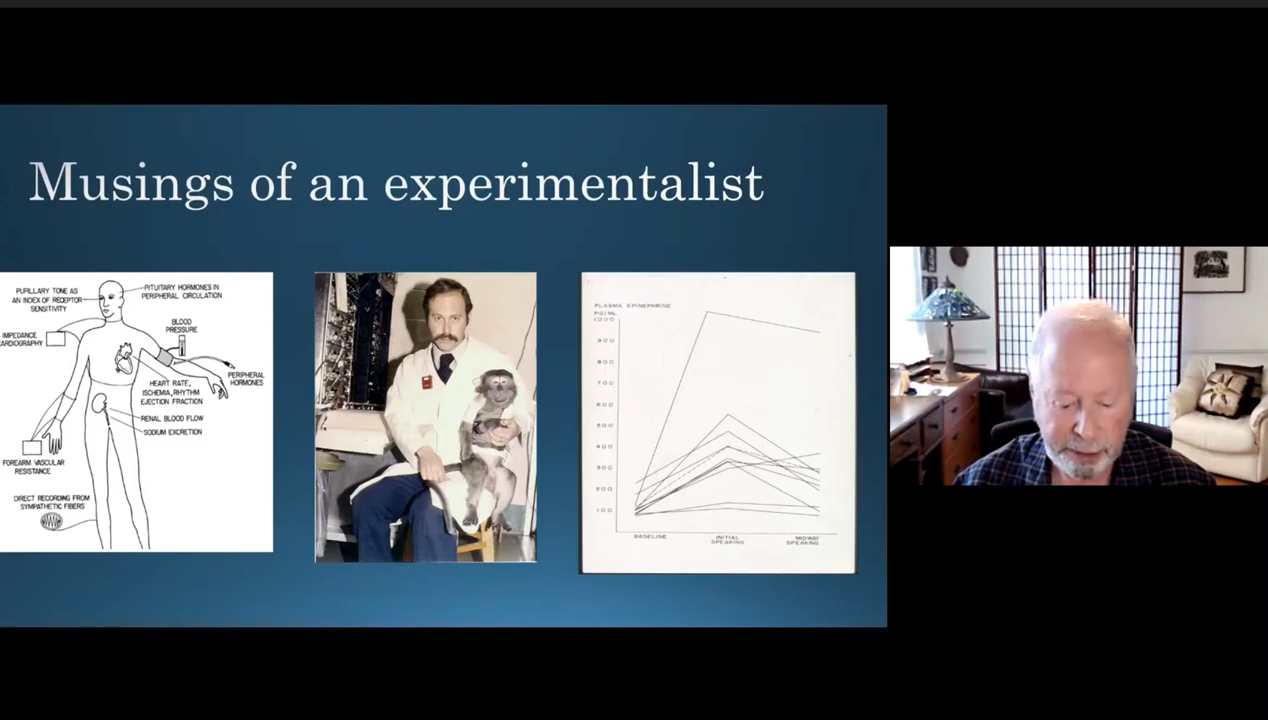 Musings of an experimentalist
PUPILLARY TONE AS
AN INDEX OF RECEPTOR
SENSITIVITY
PITUITARY HORMONES IN
PERIPHERAL CIRCULATION
BLOOD
PRESSURE
IMPEDANCE
CARDIOGRAPHY
PERIPHERAL
HORMONES
HEART RATE,
ISCHEMIA, RHYTHM
EJECTION FRACTION
RENAL BLOOD FLOW
SODIUM EXCRETION
FOREARM VASCULAR
RESISTANCE
DIRECT RECORDING FROM
SYMPATHETIC FIBERS
PLASMA EPINEPHRINE
PG/ML
1000
900
800
700
600
500
400
300
200
100
BASELINE
INITIAL
SPEAKING
MIDWAY
SPEAKING